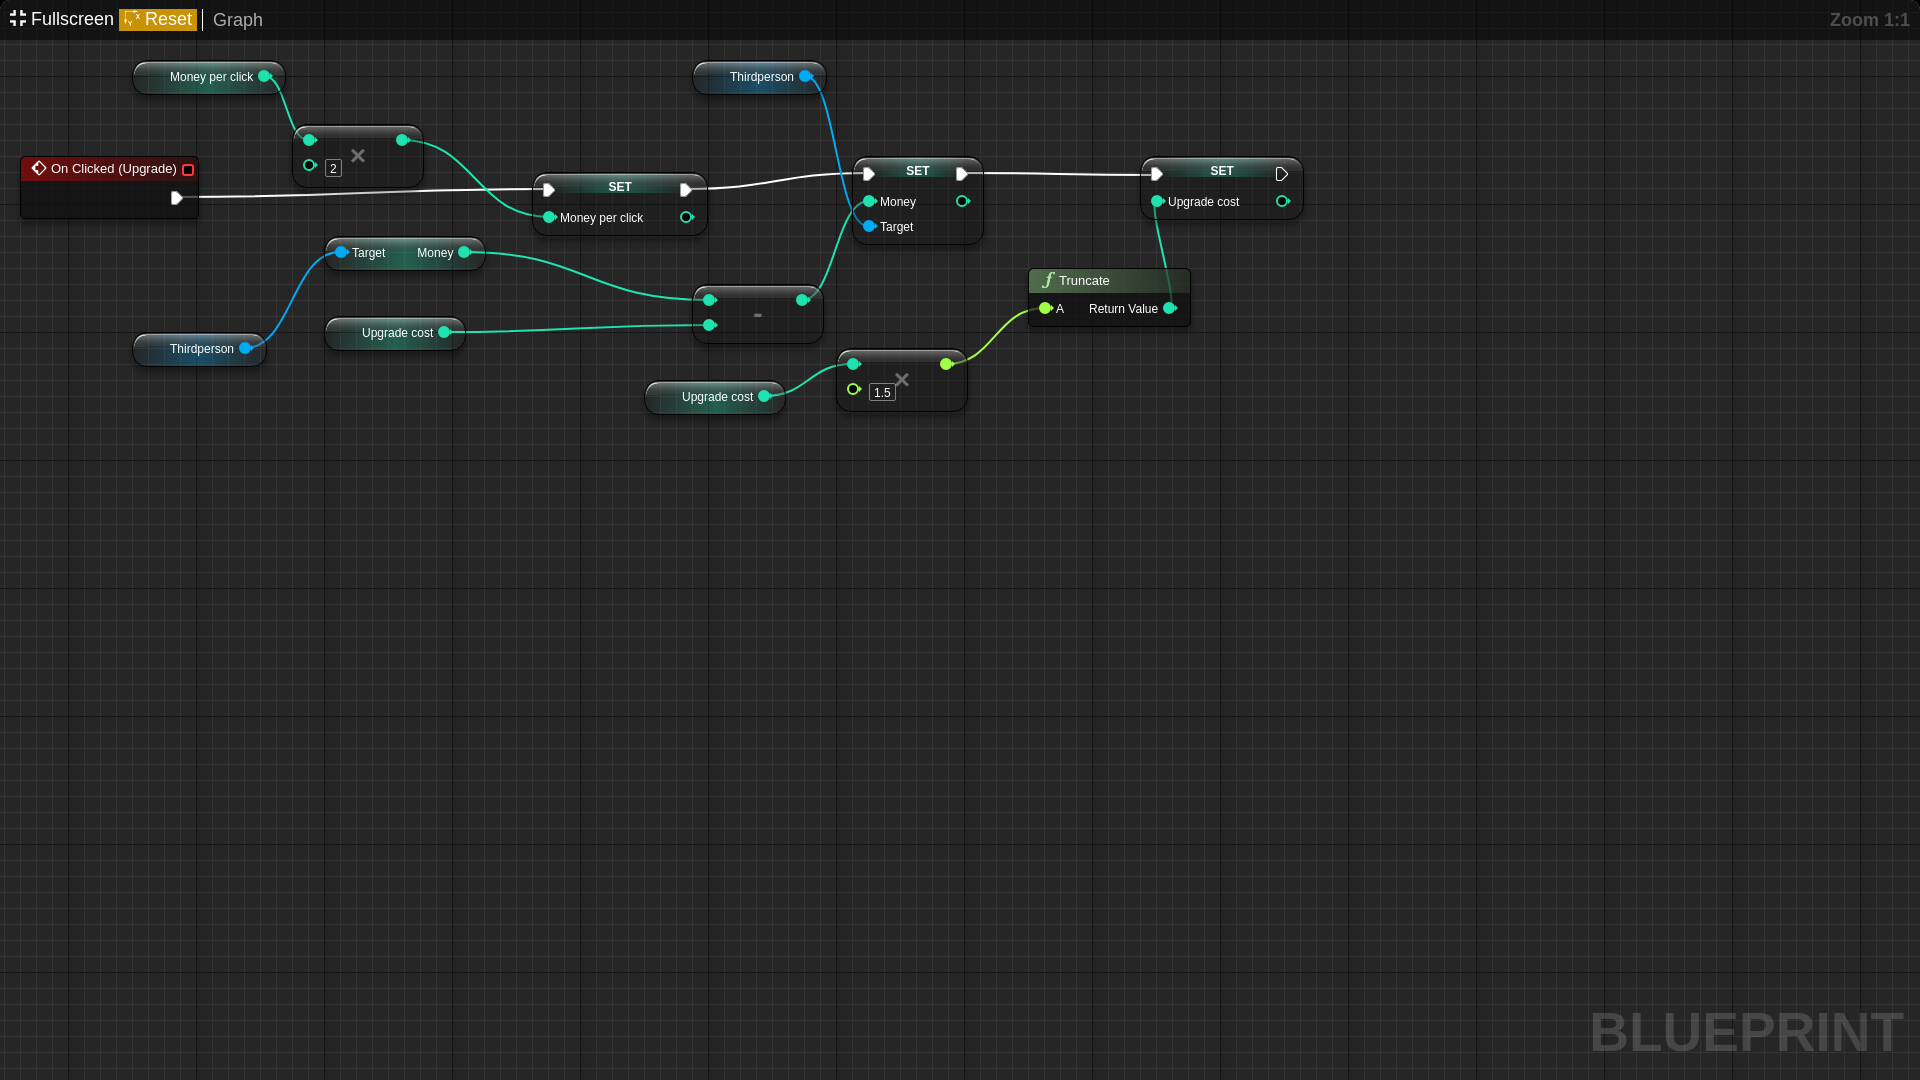 Fullscreen Reset Graph
Zoom 1:1
Money per click
Thirdperson
2
On Clicked (Upgrade)
SET
Money per click
SET
Money
Target
SET
Upgrade cost
Target Money
Truncate
A Return Value
-
Upgrade cost
Thirdperson
Upgrade cost
1.5
BLUEPRINT